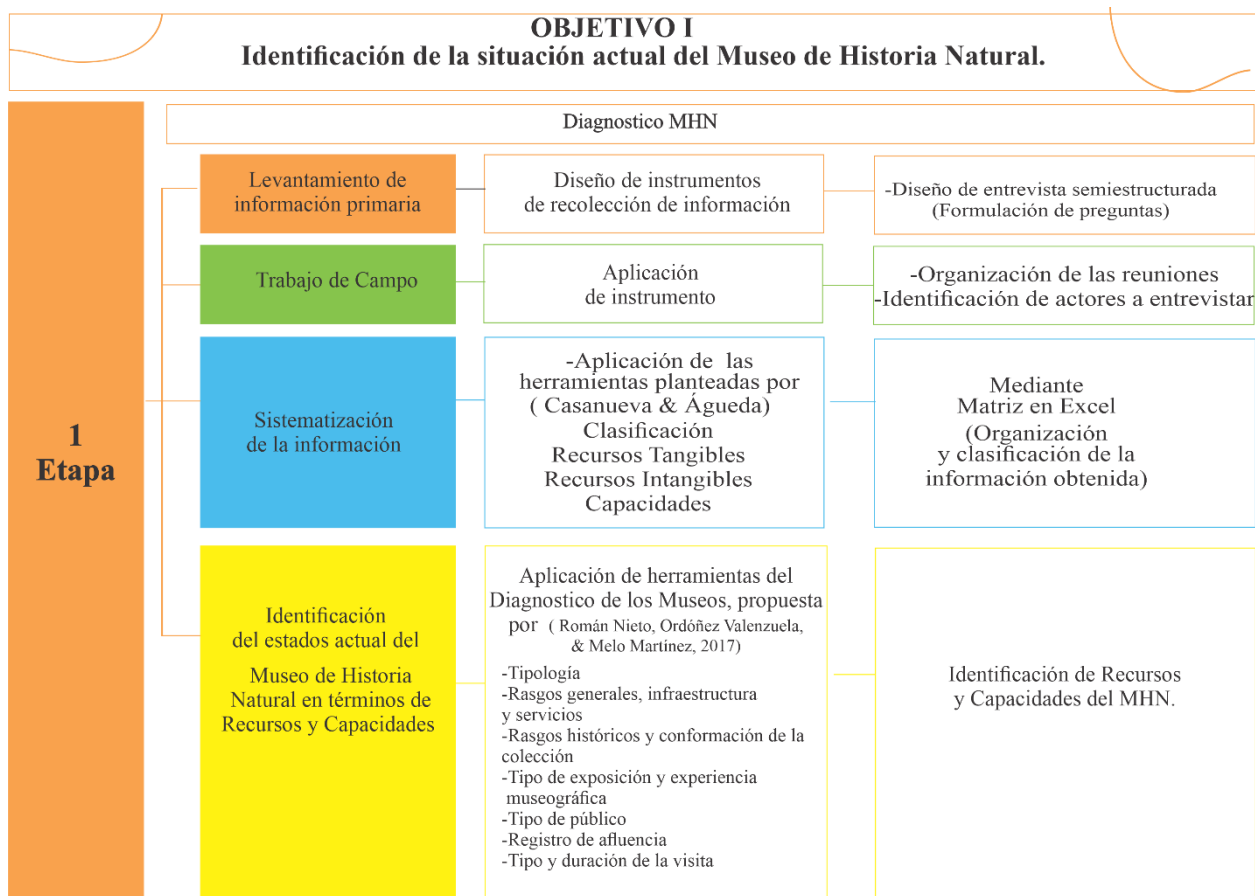 OBJETIVO I
Identificación de la situación actual del Museo de Historia Natural.
Diagnostico MHN
1
Etapa
Levantamiento de
información primaria
Diseño de instrumentos
de recolección de información
-Diseño de entrevista semiestructurada
(Formulación de preguntas)
Trabajo de Campo
Aplicación
de instrumento
-Organización de las reuniones
-Identificación de actores a entrevistar
Sistematización
de la información
-Aplicación de las
herramientas planteadas por
( Casanueva & Águeda)
Clasificación
Recursos Tangibles
Recursos Intangibles
Capacidades
Mediante
Matriz en Excel
(Organización
y clasificación de la
información obtenida)
Identificación
del estados actual del
Museo de Historia
Natural en términos de
Recursos y Capacidades
Aplicación de herramientas del
Diagnostico de los Museos, propuesta
por ( Román Nieto, Ordóñez Valenzuela,
& Melo Martínez, 2017)
-Tipología
-Rasgos generales, infraestructura
y servicios
-Rasgos históricos y conformación de la
colección
-Tipo de exposición y experiencia
museográfica
-Tipo de público
-Registro de afluencia
-Tipo y duración de la visita
Identificación de Recursos
y Capacidades del MHN.